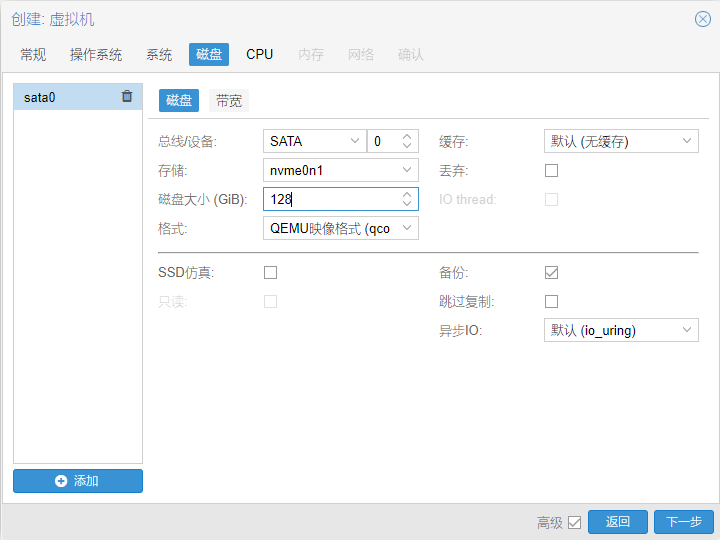 创建: 虚拟机
常规 操作系统 系统 磁盘 CPU 内存 网络 确认
sata0
磁盘 带宽
总线/设备: SATA 0 缓存: 默认 (无缓存)
存储: nvme0n1 丢弃:
磁盘大小 (GiB): 128 IO thread:
格式: QEMU映像格式 (qco
SSD仿真: 备份:
只读: 跳过复制:
异步IO: 默认 (io_uring)
添加
高级 返回 下一步